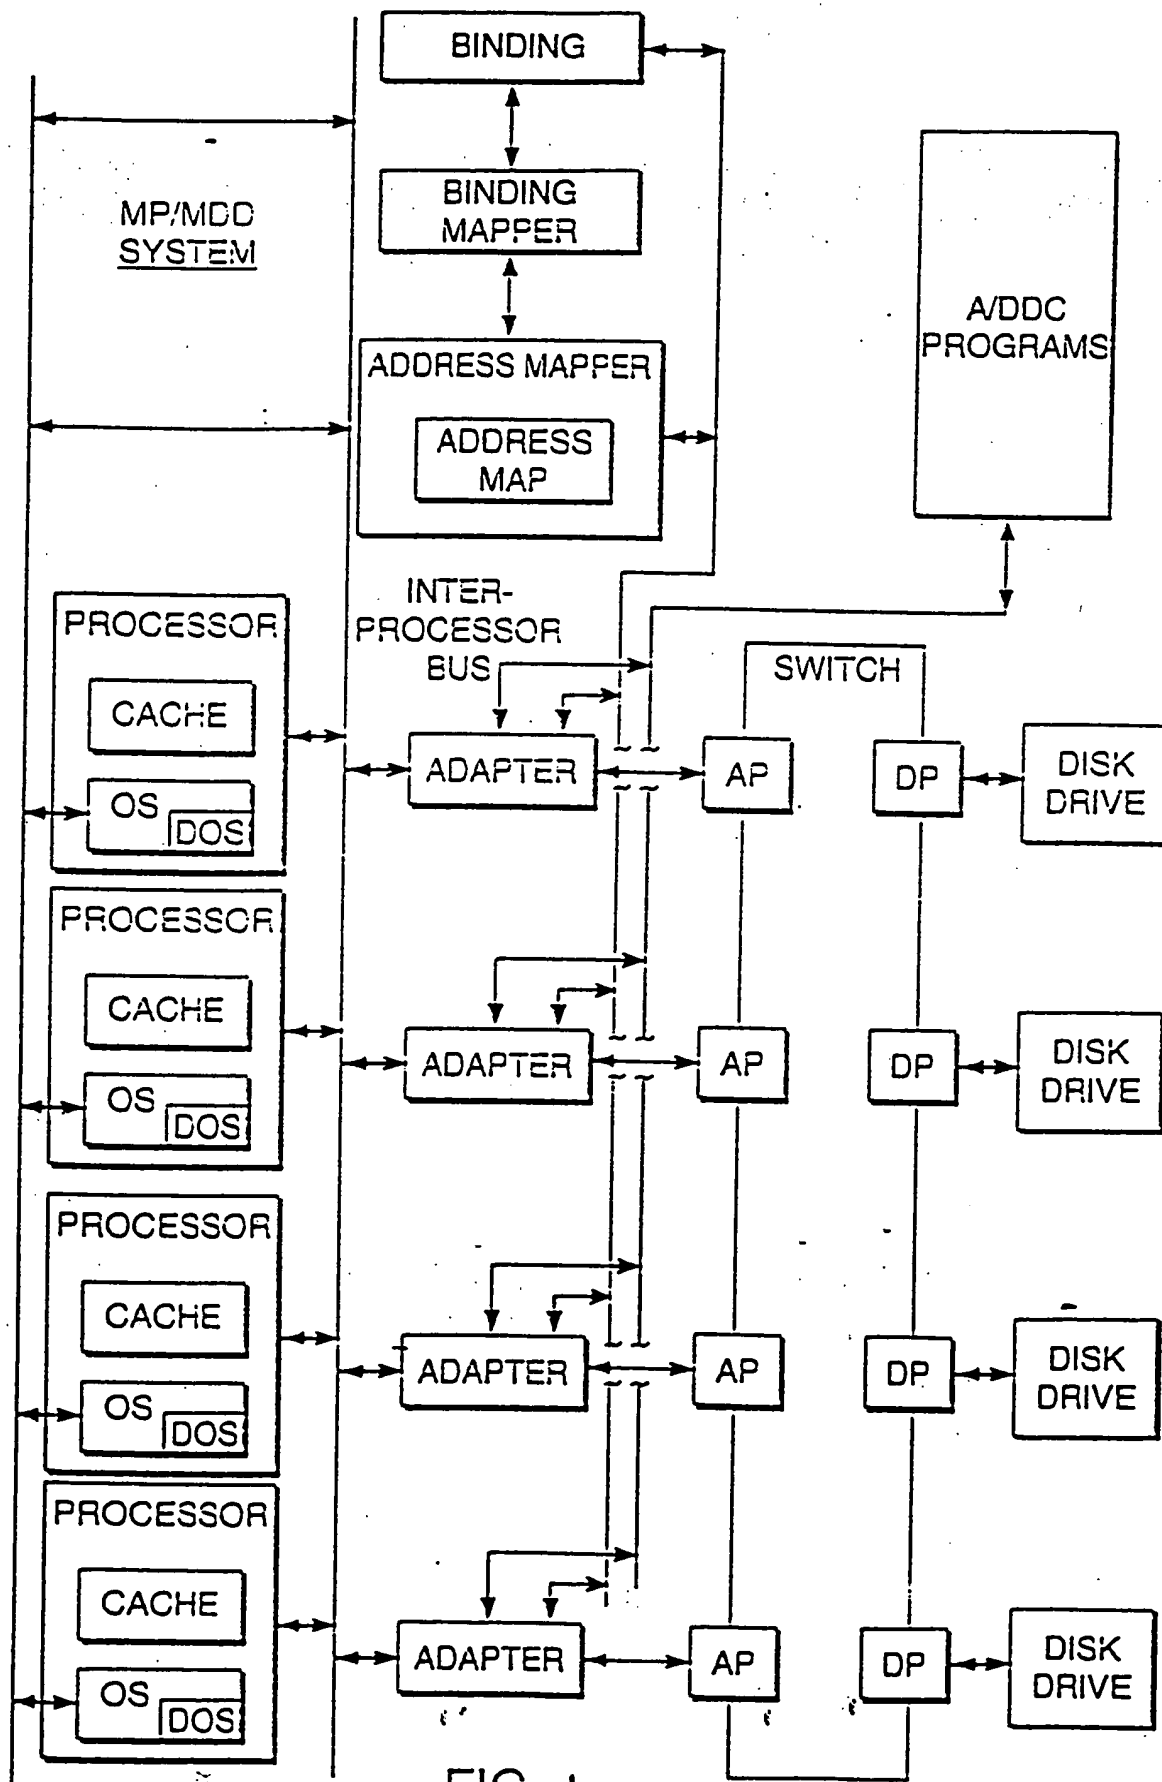 BINDING
BINDING
MAPPER
MP/MDD
SYSTEM
A/DDC
PROGRAMS
ADDRESS MAPPER
ADDRESS
MAP
INTER-
PROCESSOR
BUS
SWITCH
PROCESSOR
CACHE
OS
DOS
ADAPTER
AP
DP
DISK
DRIVE
PROCESSOR
CACHE
OS
DOS
ADAPTER
AP
DP
DISK
DRIVE
PROCESSOR
CACHE
OS
DOS
ADAPTER
AP
DP
DISK
DRIVE
PROCESSOR
CACHE
OS
DOS
ADAPTER
AP
DP
DISK
DRIVE